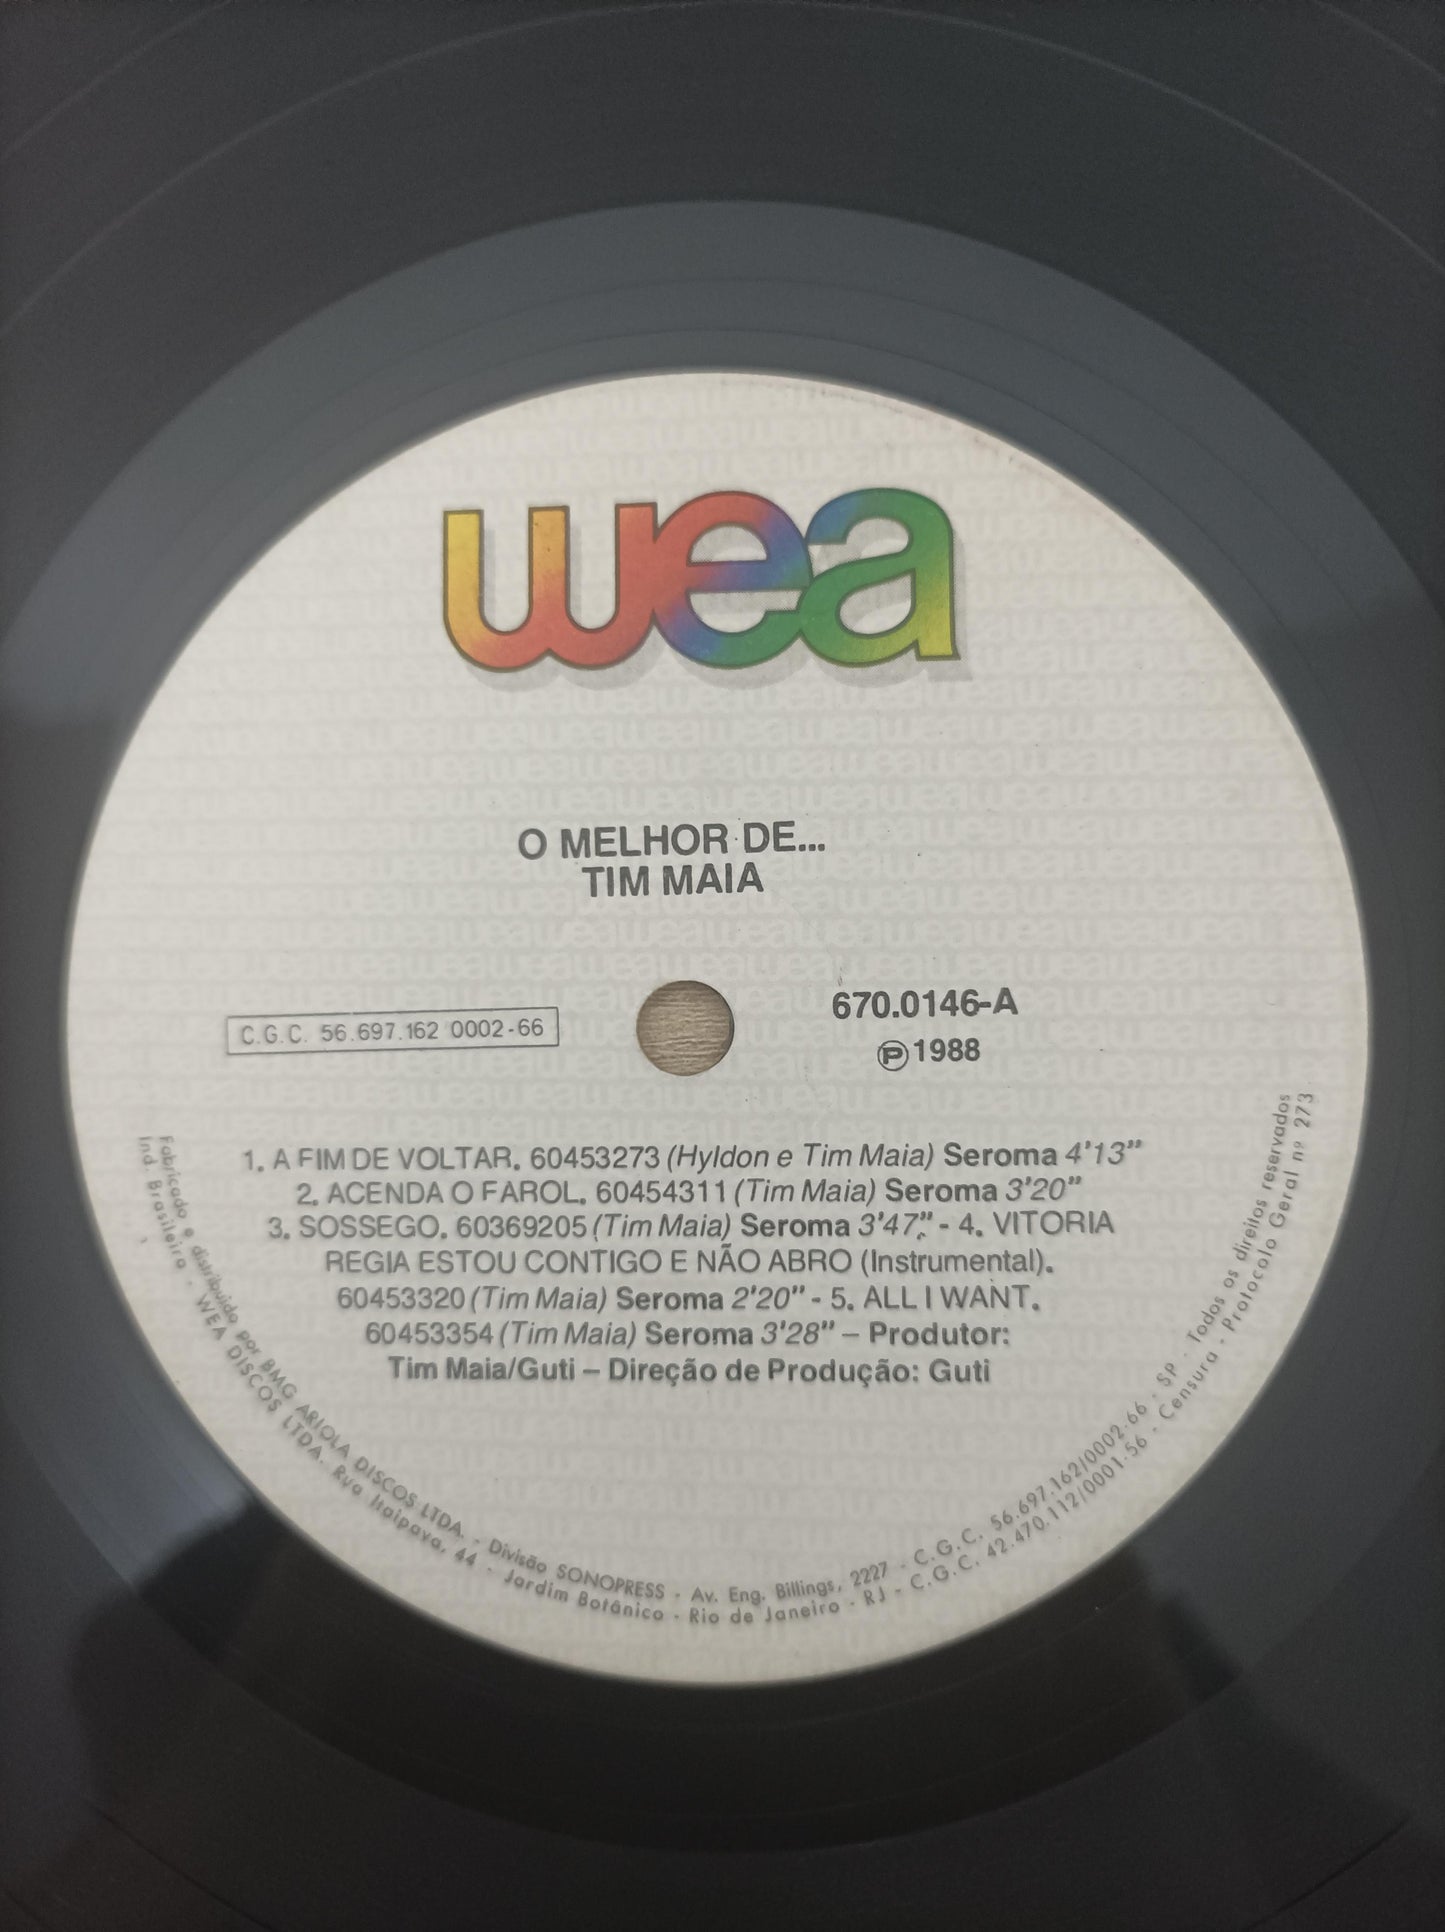 wea
O MELHOR DE...
TIM MAIA
C.G.C. 56.697.162 0002-66
670.0146-A
Ⓟ1988
1. A FIM DE VOLTAR. 60453273 (Hyldon e Tim Maia) Seroma 4'13"
2. ACENDA O FAROL. 60454311 (Tim Maia) Seroma 3'20"
3. SOSSEGO. 60369205 (Tim Maia) Seroma 3'47" - 4. VITORIA
REGIA ESTOU CONTIGO E NÃO ABRO (Instrumental).
60453320 (Tim Maia) Seroma 2'20" - 5. ALL I WANT.
60453354 (Tim Maia) Seroma 3'28" – Produtor:
Tim Maia/Guti – Direção de Produção: Guti
Fabricado e distribuido por BMG ARIOLA DISCOS LTDA. - Divisão SONOPRESS - Av. Eng. Billings, 2227 - C.G.C. 56.697.162/0002-66 - SP - Todos os direitos reservados
Ind. Brasileira - WEA DISCOS LTDA. Rua Itaipava, 44 - Jardim Botânico - Rio de Janeiro - RJ - C.G.C. 42.470.112/0001-56 - Censura - Protocolo Geral nº 273